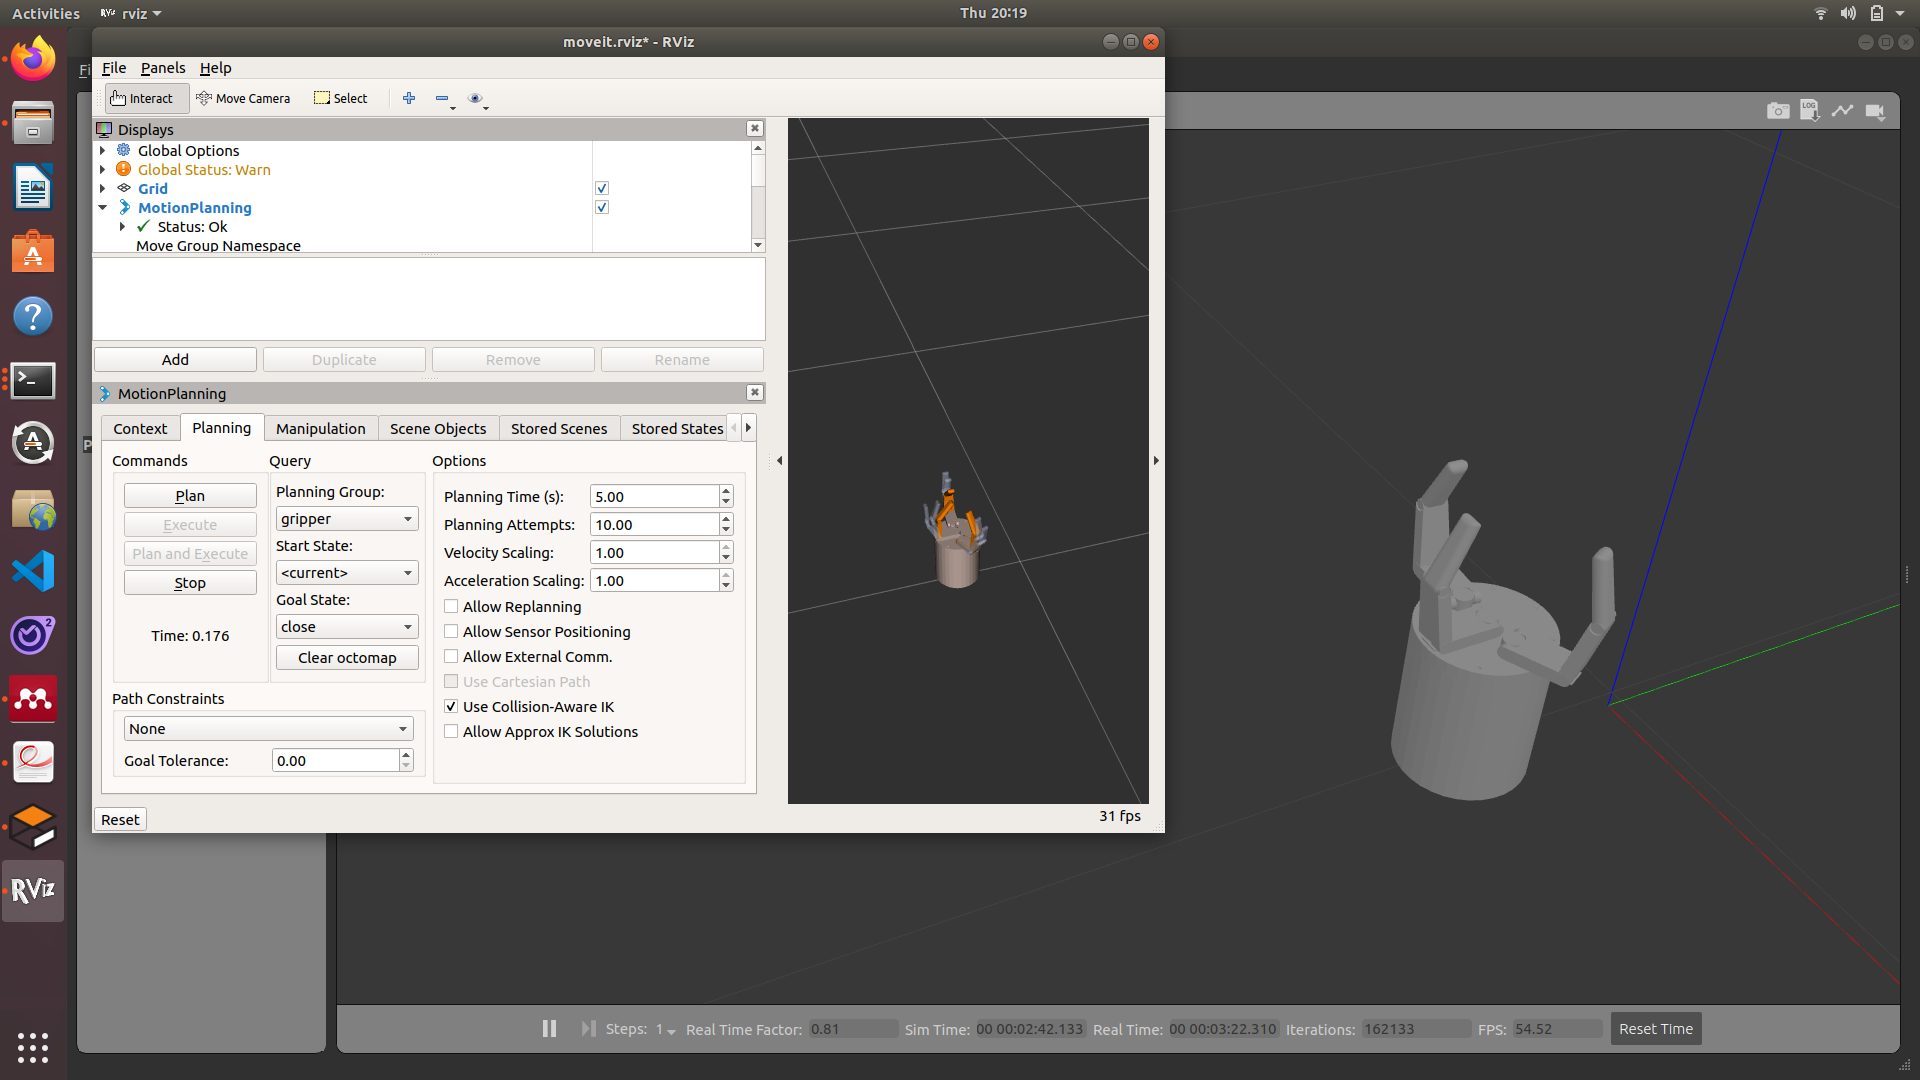 Activities
RViz rviz
Thu 20:19
moveit.rviz* - RViz
File Panels Help
Interact Move Camera Select
Displays
Global Options
Global Status: Warn
Grid
MotionPlanning
Status: Ok
Move Group Namespace
Add Duplicate Remove Rename
MotionPlanning
Context Planning Manipulation Scene Objects Stored Scenes Stored States
Commands
Plan
Execute
Plan and Execute
Stop
Time: 0.176
Query
Planning Group:
gripper
Start State:
<current>
Goal State:
close
Clear octomap
Options
Planning Time (s): 5.00
Planning Attempts: 10.00
Velocity Scaling: 1.00
Acceleration Scaling: 1.00
Allow Replanning
Allow Sensor Positioning
Allow External Comm.
Use Cartesian Path
Use Collision-Aware IK
Allow Approx IK Solutions
Path Constraints
None
Goal Tolerance: 0.00
Reset
31 fps
RViz
LOG
Steps: 1 Real Time Factor: 0.81 Sim Time: 00 00:02:42.133 Real Time: 00 00:03:22.310 Iterations: 162133 FPS: 54.52 Reset Time